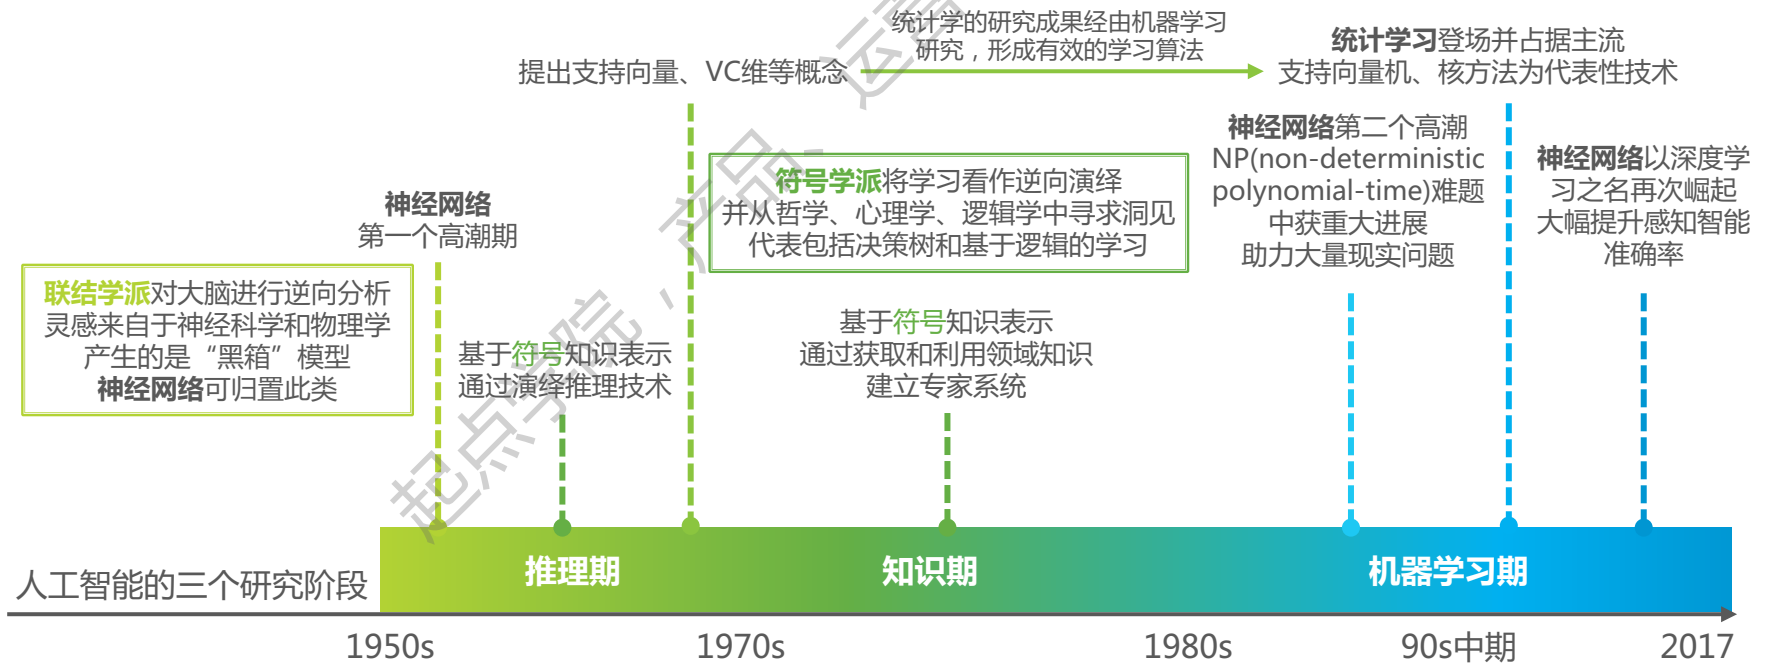 统计学的研究成果经由机器学习
研究，形成有效的学习算法
提出支持向量、VC维等概念
统计学习登场并占据主流
支持向量机、核方法为代表性技术
神经网络
第一个高潮期
符号学派将学习看作逆向演绎
并从哲学、心理学、逻辑学中寻求洞见
代表包括决策树和基于逻辑的学习
神经网络第二个高潮
NP(non-deterministic
polynomial-time)难题
中获重大进展
助力大量现实问题
神经网络以深度学
习之名再次崛起
大幅提升感知智能
准确率
联结学派对大脑进行逆向分析
灵感来自于神经科学和物理学
产生的是“黑箱”模型
神经网络可归置此类
基于符号知识表示
通过演绎推理技术
基于符号知识表示
通过获取和利用领域知识
建立专家系统
起点学院，产品、运营
人工智能的三个研究阶段
推理期
知识期
机器学习期
1950s
1970s
1980s
90s中期
2017